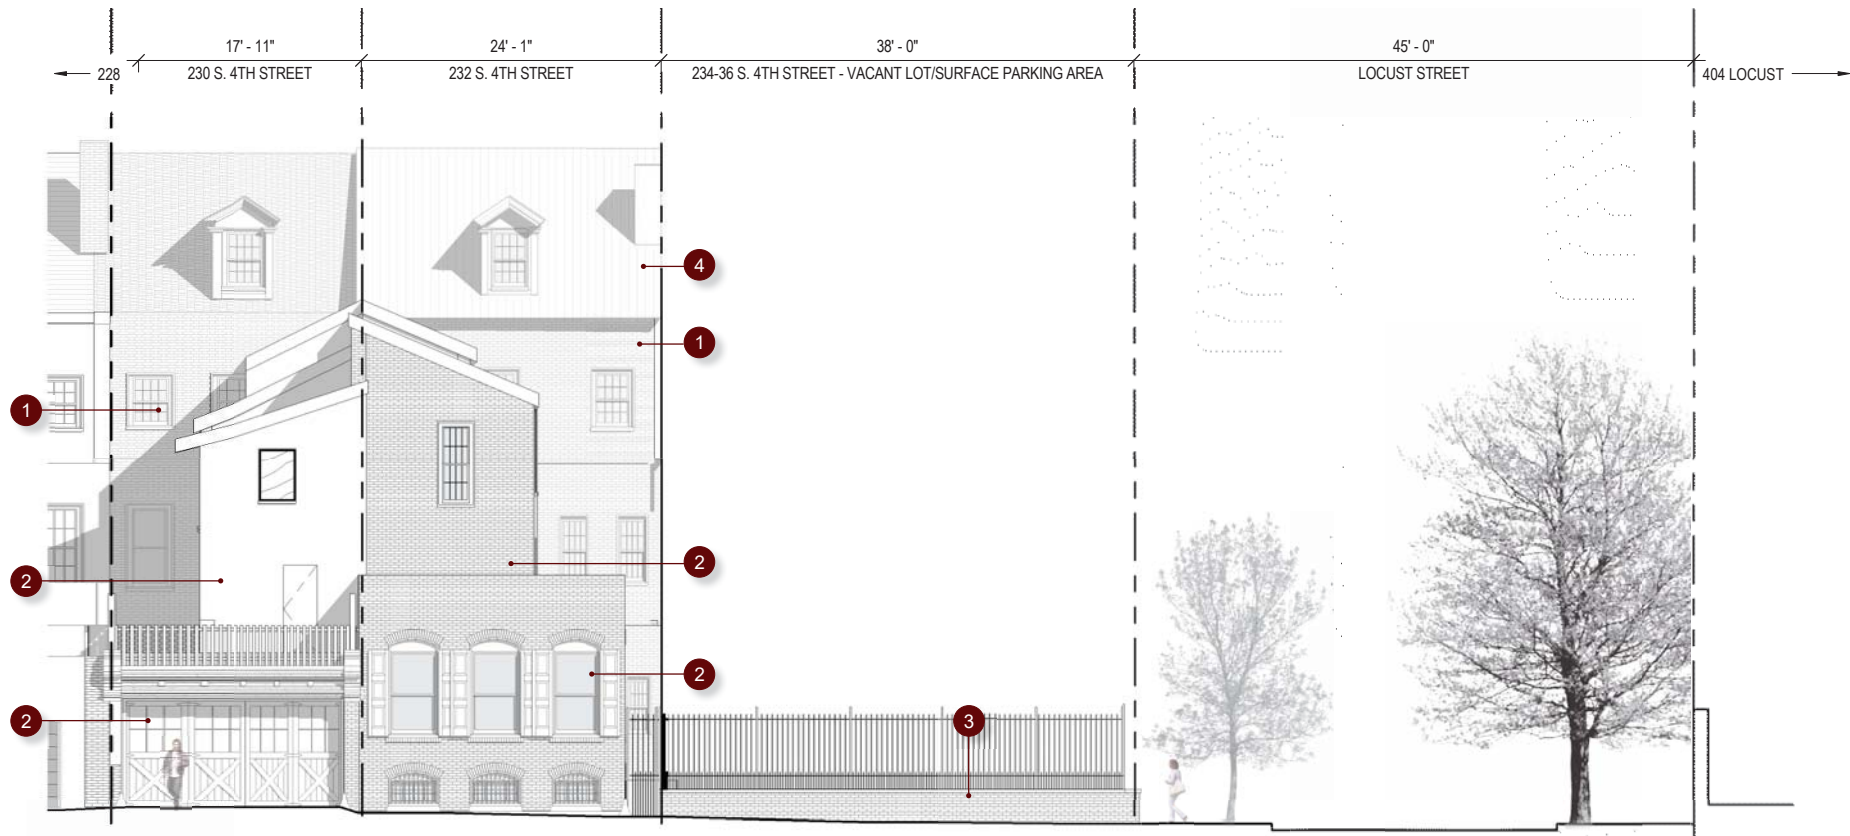 17' - 11"
24' - 1"
38' - 0"
45' - 0"
228
230 S. 4TH STREET
232 S. 4TH STREET
234-36 S. 4TH STREET - VACANT LOT/SURFACE PARKING AREA
LOCUST STREET
404 LOCUST
4
1
1
2
2
2
2
3